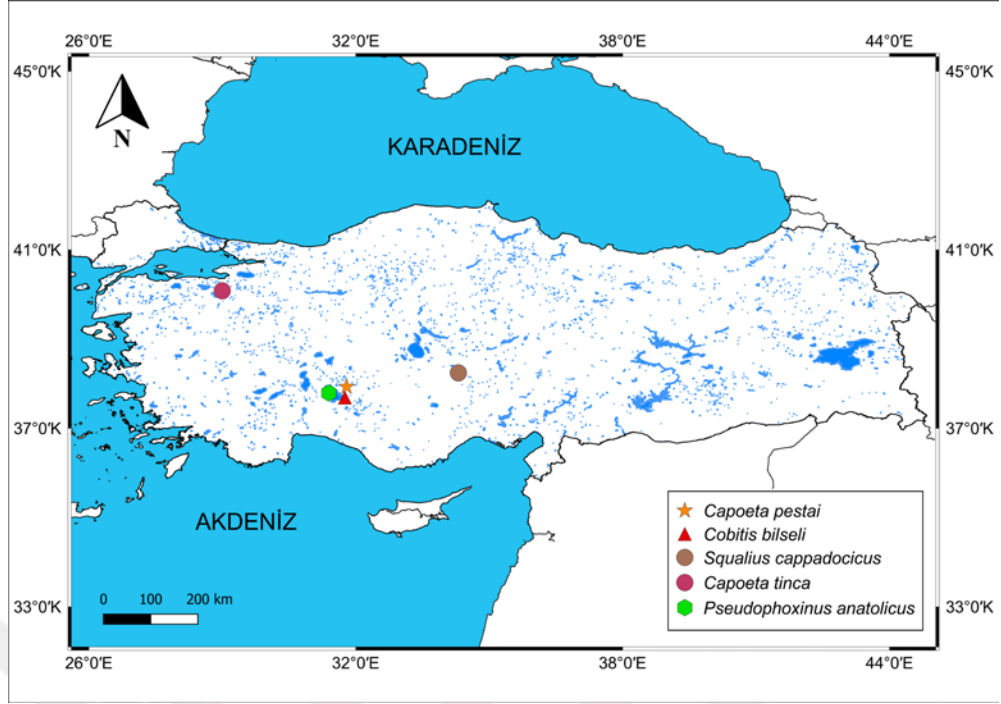 26°0'E 32°0'E 38°0'E 44°0'E
45°0'K 45°0'K
N
KARADENİZ
41°0'K 41°0'K
37°0'K 37°0'K
AKDENİZ
Capoeta pestai
Cobitis bilseli
Squalius cappadocicus
Capoeta tinca
Pseudophoxinus anatolicus
0 100 200 km
33°0'K 33°0'K
26°0'E 32°0'E 38°0'E 44°0'E